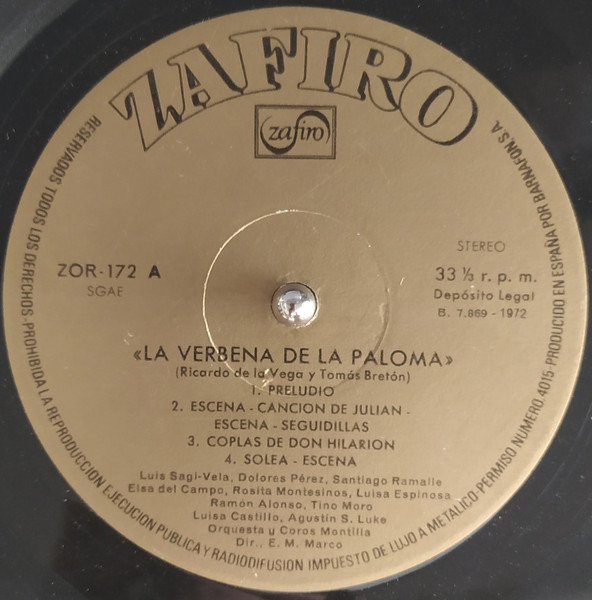 ZAFIRO
zafiro
RESERVADOS TODOS LOS DERECHOS-PROHIBIDA LA REPRODUCCION EJECUCION PUBLICA Y RADIODIFUSION IMPUESTO DE LUJO A METALICO-PERMISO NUMERO 4015-PRODUCIDO EN ESPAÑA POR BARNAFON, S.A.
STEREO
ZOR-172 A
SGAE
33 ⅓ r. p. m.
Depósito Legal
B. 7.869 - 1972
«LA VERBENA DE LA PALOMA»
(Ricardo de la Vega y Tomás Bretón)
1. PRELUDIO
2. ESCENA - CANCION DE JULIAN -
ESCENA - SEGUIDILLAS
3. COPLAS DE DON HILARION
4. SOLEA - ESCENA
Luis Sagi-Vela, Dolores Pérez, Santiago Ramalle
Elsa del Campo, Rosita Montesinos, Luisa Espinosa
Ramón Alonso, Tino Moro
Luisa Castillo, Agustín S. Luke
Orquesta y Coros Montilla
Dir., E. M. Marco